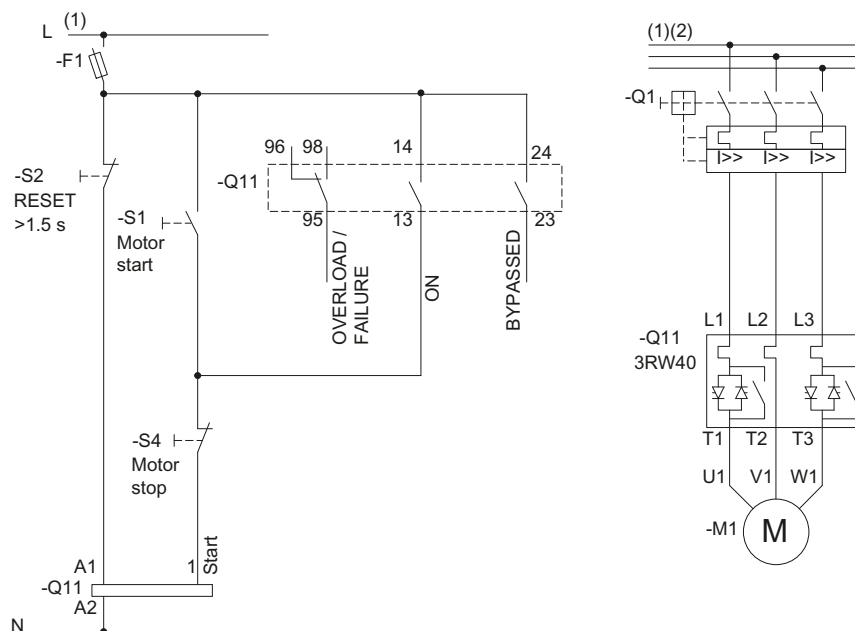 L (1)
-F1
-S2
RESET
>1.5 s
-S1
Motor
start
-Q11
96 98
95
14
13
24
23
OVERLOAD /
FAILURE
ON
BYPASSED
-S4
Motor
stop
A1
1
Start
-Q11
A2
N
(1)(2)
-Q1
I>> I>> I>>
L1 L2 L3
-Q11
3RW40
T1 T2 T3
U1 V1 W1
-M1
M